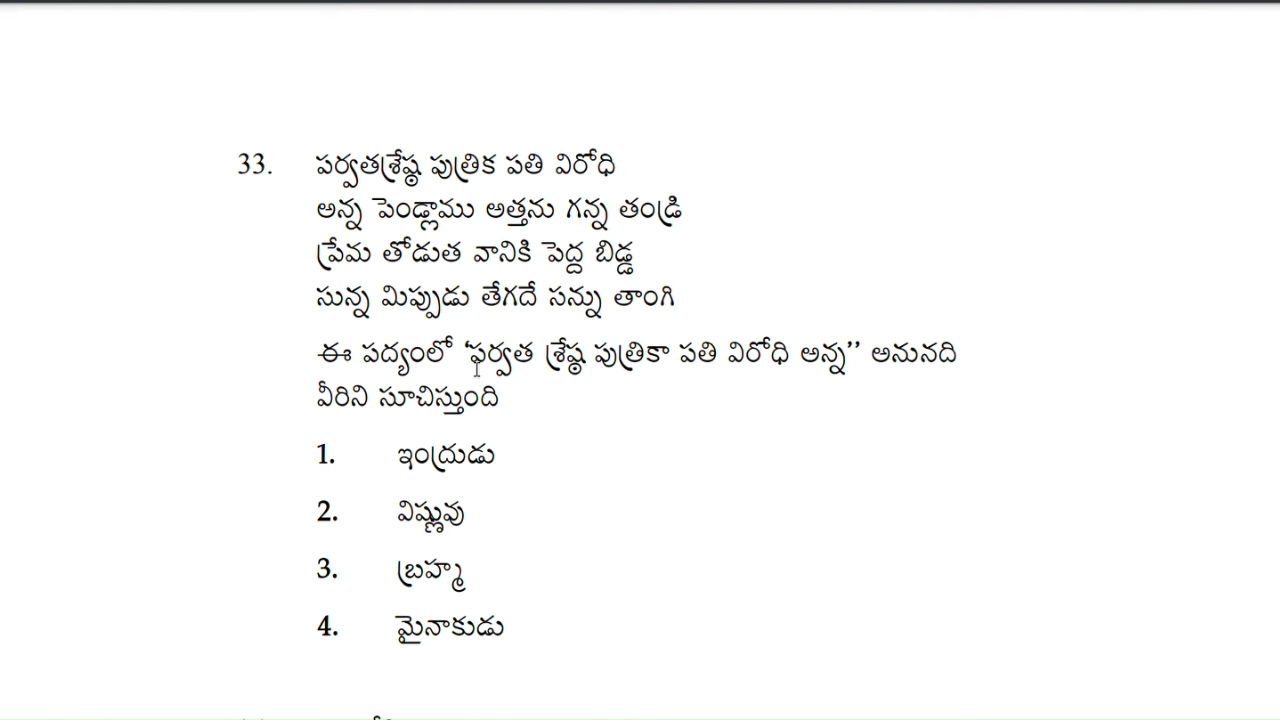 33. పర్వతశ్రేష్ఠ పుత్రిక పతి విరోధి
అన్న పెండ్లాము అత్తను గన్న తండ్రి
ప్రేమ తోడుత వానికి పెద్ద బిడ్డ
సున్న మిప్పుడు తేగదే సన్ను తాంగి
ఈ పద్యంలో ‘పర్వత శ్రేష్ఠ పుత్రికా పతి విరోధి అన్న’’ అనునది
వీరిని సూచిస్తుంది
1. ఇంద్రుడు
2. విష్ణువు
3. బ్రహ్మ
4. మైనాకుడు